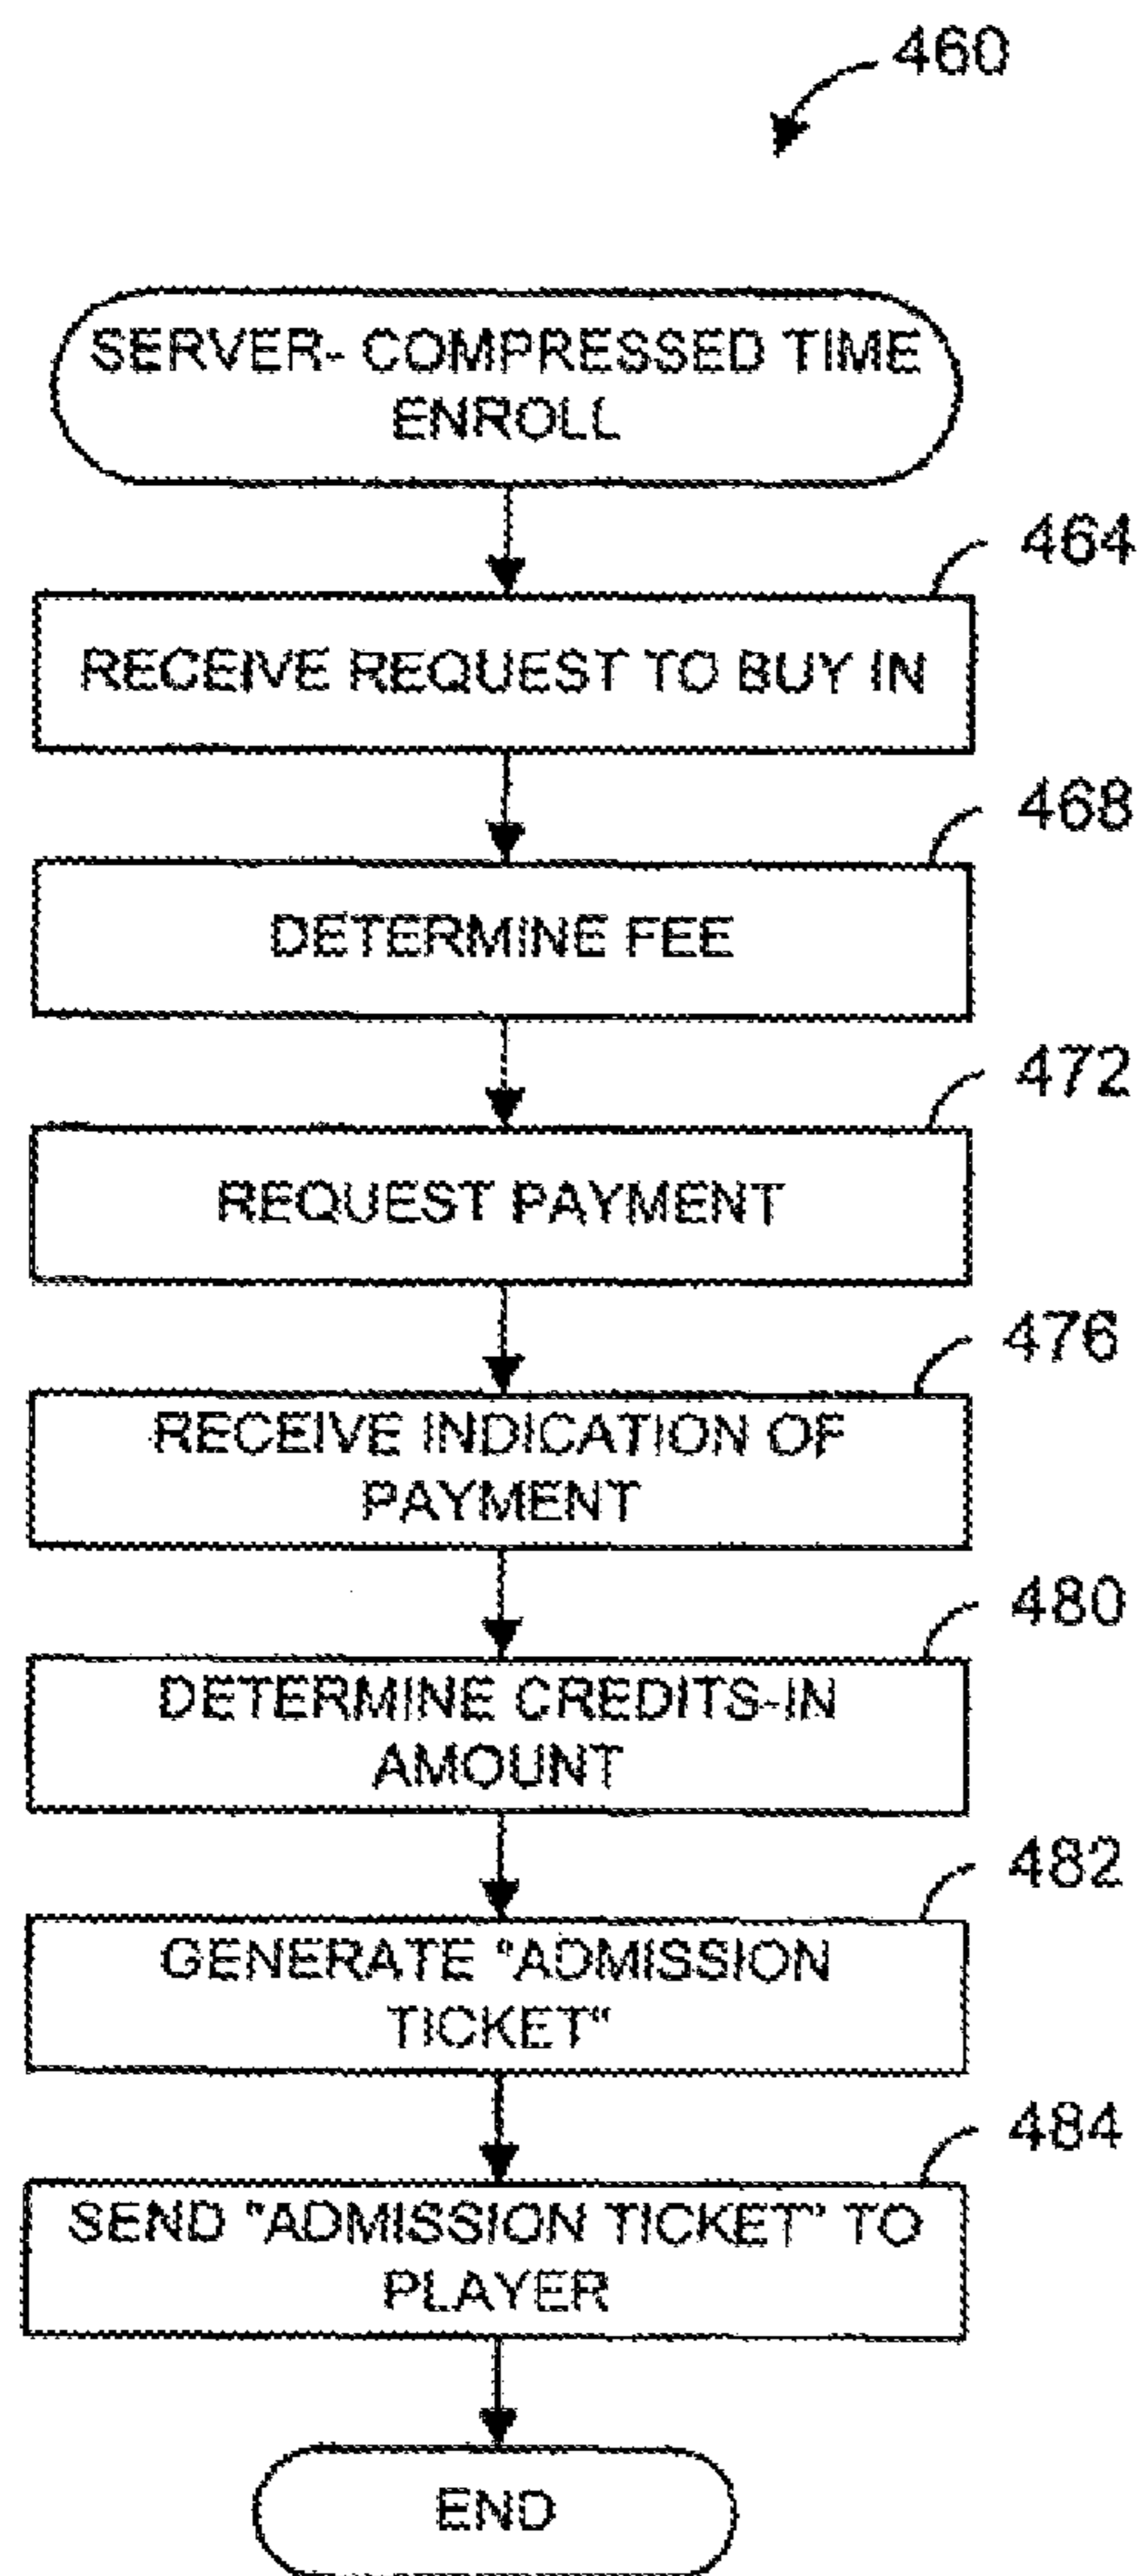 460
SERVER- COMPRESSED TIME
ENROLL
464
RECEIVE REQUEST TO BUY IN
468
DETERMINE FEE
472
REQUEST PAYMENT
476
RECEIVE INDICATION OF
PAYMENT
480
DETERMINE CREDITS-IN
AMOUNT
482
GENERATE "ADMISSION
TICKET"
484
SEND "ADMISSION TICKET" TO
PLAYER
END